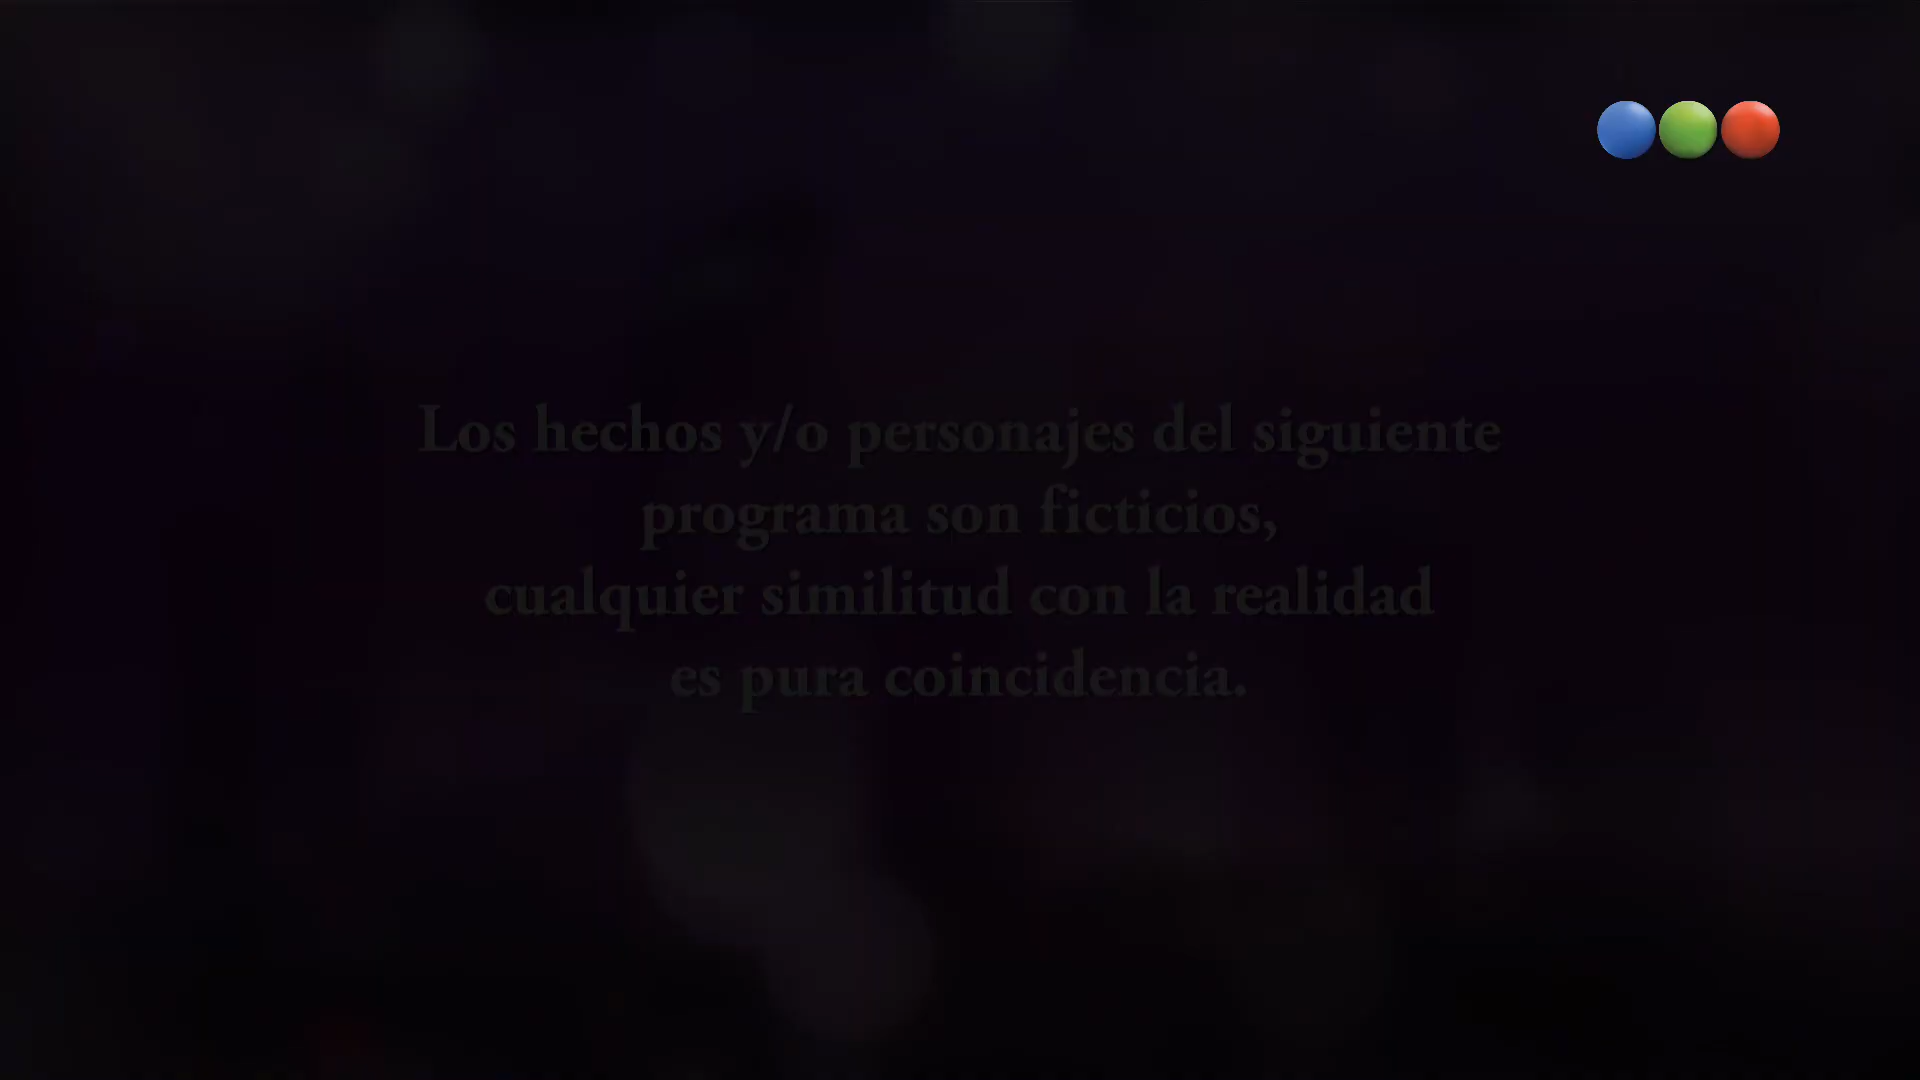 Los hechos y/o personajes del siguiente
programa son ficticios,
cualquier similitud con la realidad
es pura coincidencia.